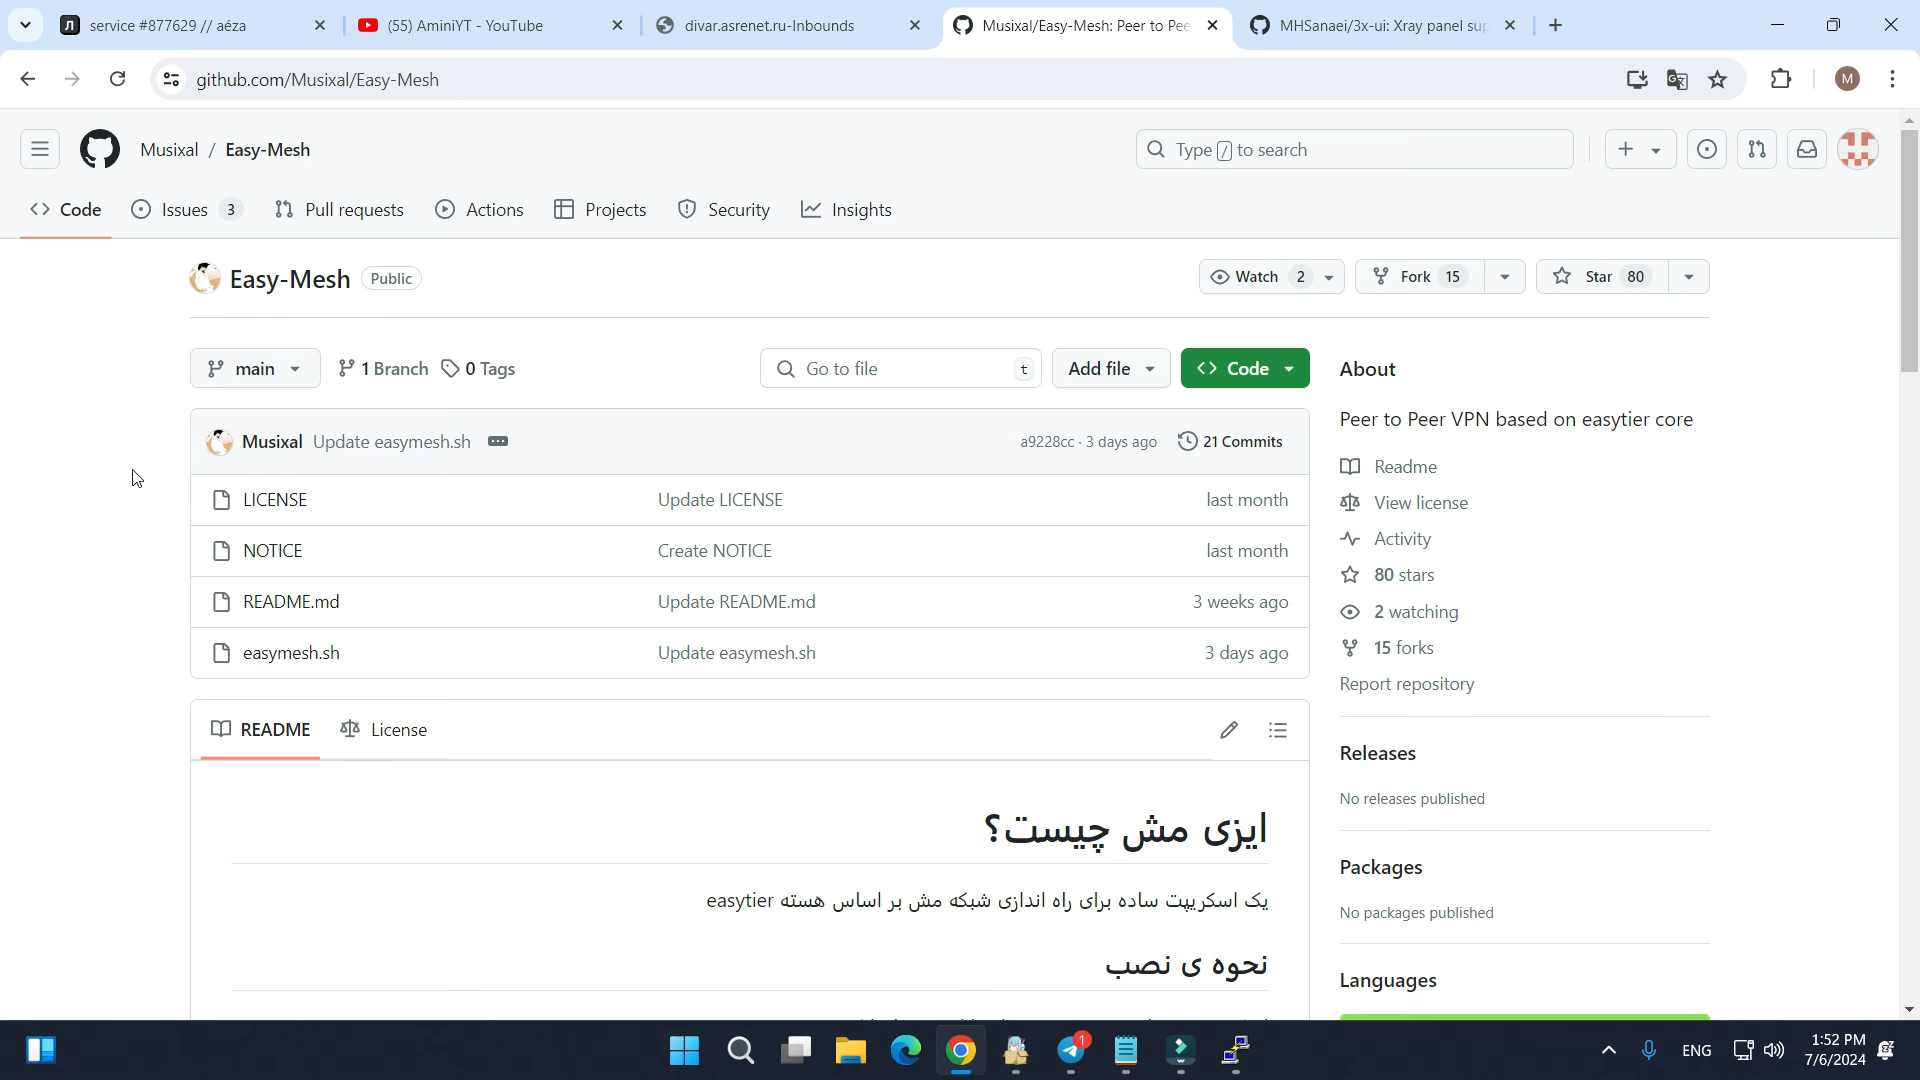 service #877629 // aéza
(55) AminiYT - YouTube
divar.asrenet.ru-Inbounds
Musixal/Easy-Mesh: Peer to Pee
MHSanaei/3x-ui: Xray panel sup
github.com/Musixal/Easy-Mesh
M
Musixal / Easy-Mesh
Type / to search
Code
Issues 3
Pull requests
Actions
Projects
Security
Insights
Easy-Mesh Public
Watch 2
Fork 15
Star 80
main
1 Branch
0 Tags
Go to file t
Add file
Code
Musixal Update easymesh.sh
a9228cc · 3 days ago
21 Commits
LICENSE Update LICENSE last month
NOTICE Create NOTICE last month
README.md Update README.md 3 weeks ago
easymesh.sh Update easymesh.sh 3 days ago
README
License
ایزی مش چیست؟
یک اسکریپت ساده برای راه اندازی شبکه مش بر اساس هسته easytier
نحوه ی نصب
About
Peer to Peer VPN based on easytier core
Readme
View license
Activity
80 stars
2 watching
15 forks
Report repository
Releases
No releases published
Packages
No packages published
Languages
1
ENG
1:52 PM
7/6/2024